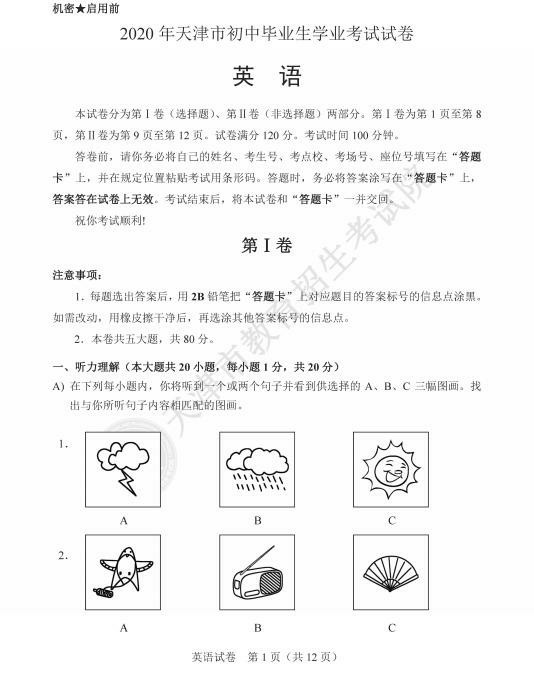 机密★启用前
2020 年天津市初中毕业生学业考试试卷
英 语
本试卷分为第Ⅰ卷（选择题）、第Ⅱ卷（非选择题）两部分。第Ⅰ卷为第 1 页至第 8
页，第Ⅱ卷为第 9 页至第 12 页。试卷满分 120 分。考试时间 100 分钟。
答卷前，请你务必将自己的姓名、考生号、考点校、考场号、座位号填写在“答题
卡”上，并在规定位置粘贴考试用条形码。答题时，务必将答案涂写在“答题卡”上，
答案答在试卷上无效。考试结束后，将本试卷和“答题卡”一并交回。
祝你考试顺利!
第Ⅰ卷
注意事项：
1．每题选出答案后，用 2B 铅笔把“答题卡”上对应题目的答案标号的信息点涂黑。
如需改动，用橡皮擦干净后，再选涂其他答案标号的信息点。
2．本卷共五大题，共 80 分。
一、听力理解（本大题共 20 小题，每小题 1 分，共 20 分）
A) 在下列每小题内，你将听到一个或两个句子并看到供选择的 A、B、C 三幅图画。找
出与你所听句子内容相匹配的图画。
1.
A B C
2.
A B C
英语试卷 第 1 页（共 12 页）
天津市教育招生考试院